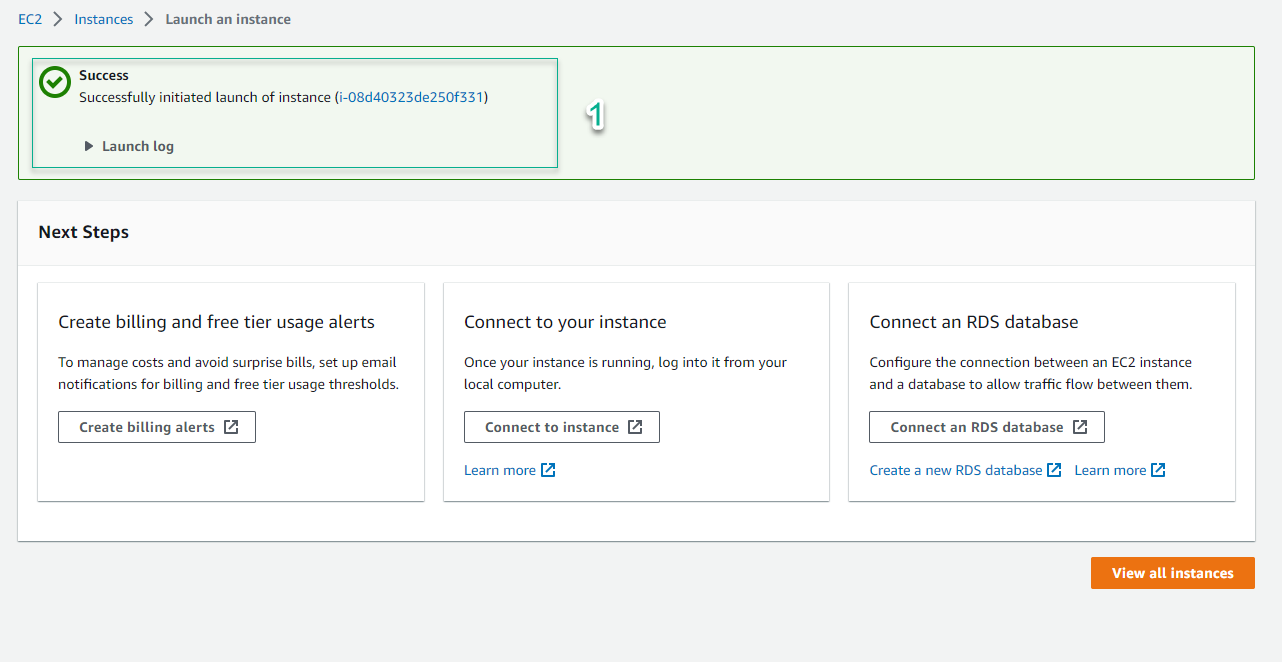 EC2 > Instances > Launch an instance
Success
Successfully initiated launch of instance (i-08d40323de250f331)
Launch log
1
Next Steps
Create billing and free tier usage alerts
To manage costs and avoid surprise bills, set up email
notifications for billing and free tier usage thresholds.
Create billing alerts
Connect to your instance
Once your instance is running, log into it from your
local computer.
Connect to instance
Learn more
Connect an RDS database
Configure the connection between an EC2 instance
and a database to allow traffic flow between them.
Connect an RDS database
Create a new RDS database Learn more
View all instances